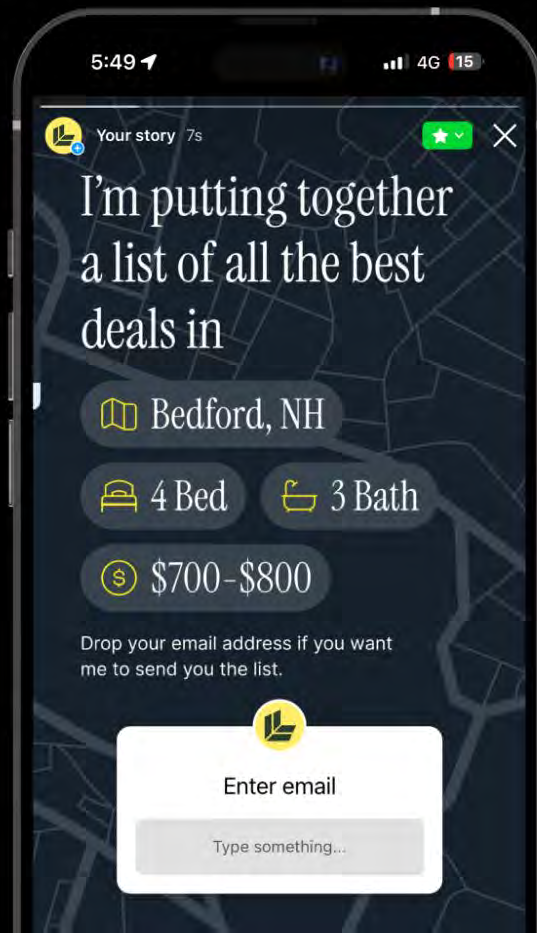 5:49
4G 15
Your story 7s
I'm putting together
a list of all the best
deals in
Bedford, NH
4 Bed 3 Bath
$700-$800
Drop your email address if you want
me to send you the list.
Enter email
Type something...